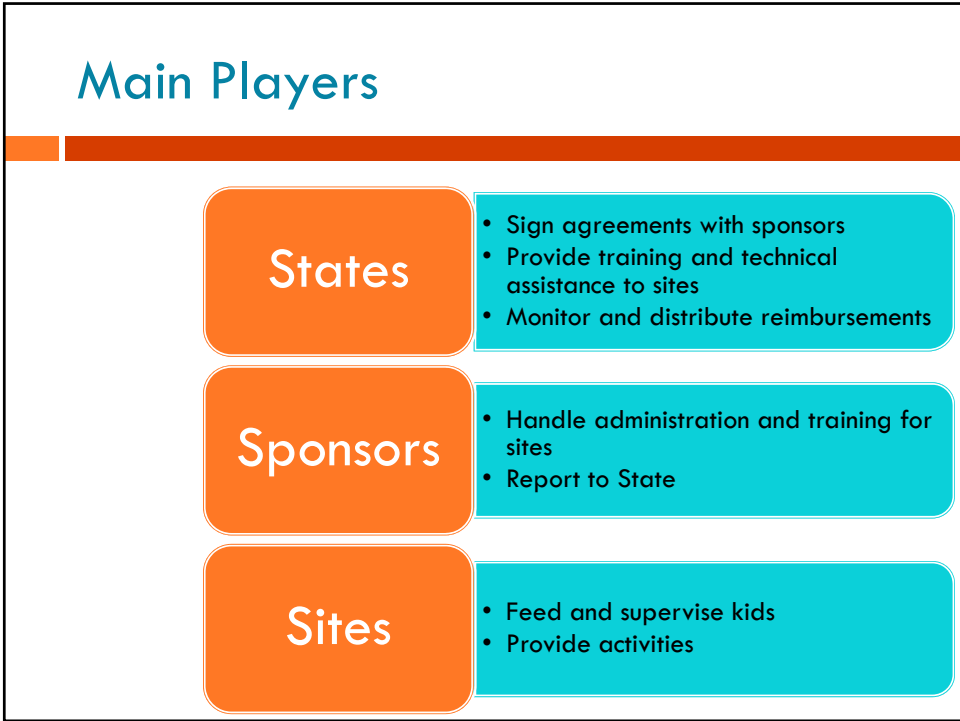 Main Players
States
• Sign agreements with sponsors
• Provide training and technical
assistance to sites
• Monitor and distribute reimbursements
Sponsors
• Handle administration and training for
sites
• Report to State
Sites
• Feed and supervise kids
• Provide activities